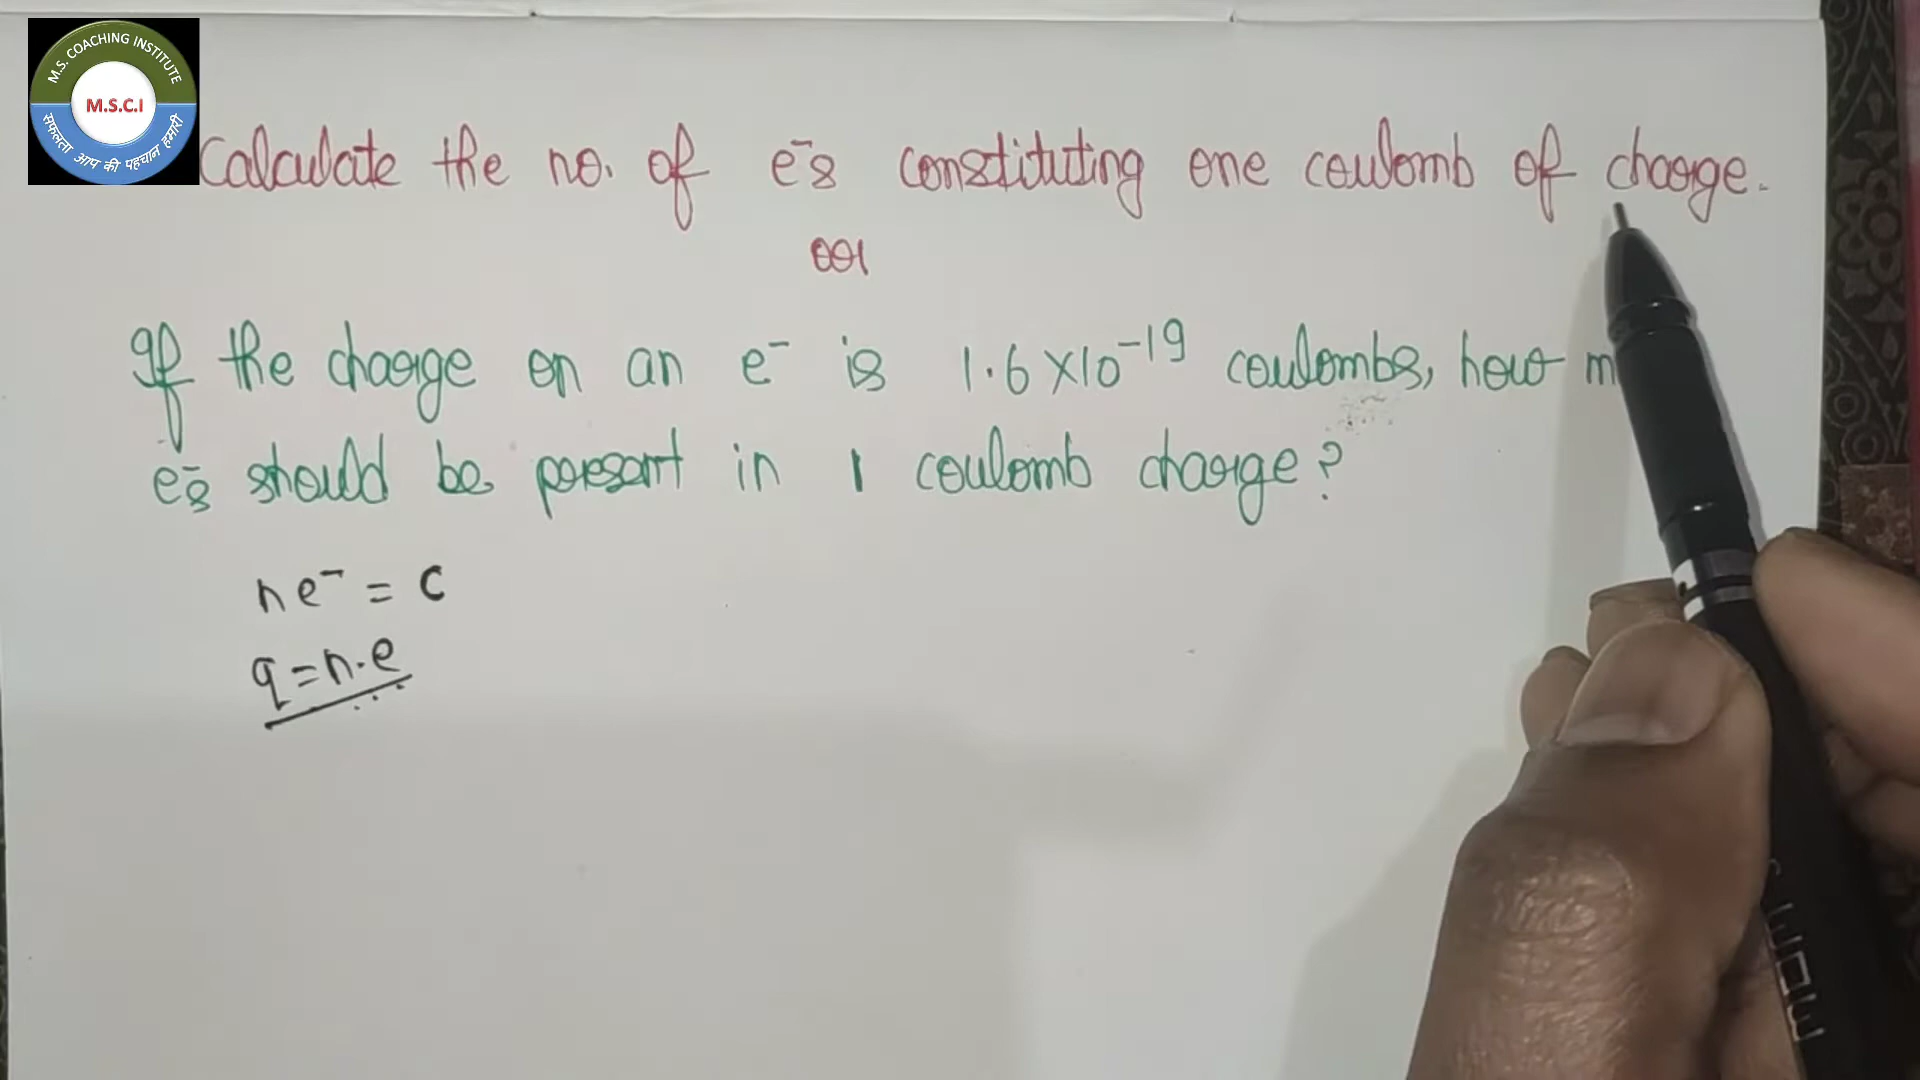 M.S. COACHING INSTITUTE
M.S.C.I
सफलता आप की पहचान हमारी
Calculate the no. of e⁻s constituting one coulomb of charge.
or
If the charge on an e⁻ is 1.6 × 10⁻¹⁹ coulombs, how m
e⁻s should be present in 1 coulomb charge?
n e⁻ = C
q = n . e